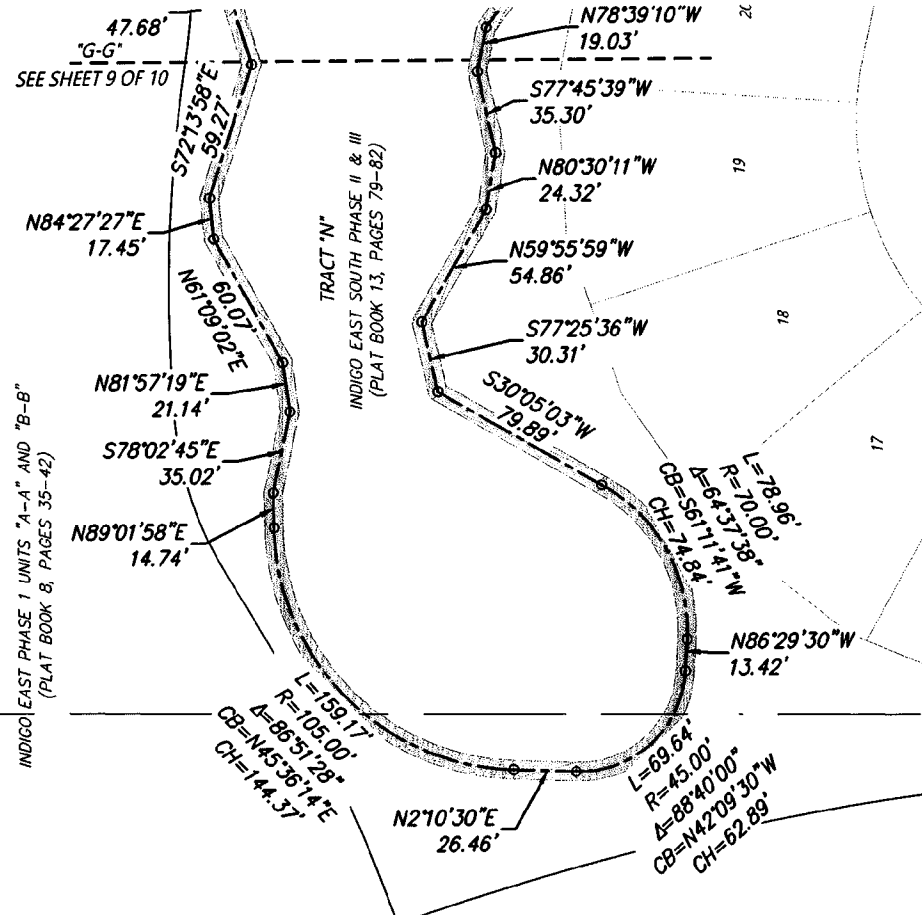 47.68'
"G-G"
SEE SHEET 9 OF 10
S72°13'58"E
59.27'
N84°27'27"E
17.45'
60.07'
N61°09'02"E
N81°57'19"E
21.14'
S78°02'45"E
35.02'
N89°01'58"E
14.74'
INDIGO EAST PHASE 1 UNITS "A-A" AND "B-B"
(PLAT BOOK 8, PAGES 35-42)
TRACT "N"
INDIGO EAST SOUTH PHASE II & III
(PLAT BOOK 13, PAGES 79-82)
N78°39'10"W
19.03'
S77°45'39"W
35.30'
N80°30'11"W
24.32'
N59°55'59"W
54.86'
S77°25'36"W
30.31'
S30°05'03"W
79.89'
L=78.96'
R=70.00'
Δ=64°37'38"
CB=S61°11'41"W
CH=74.84'
N86°29'30"W
13.42'
L=159.17'
R=105.00'
Δ=86°51'28"
CB=N45°36'14"E
CH=144.37'
N2°10'30"E
26.46'
L=69.64'
R=45.00'
Δ=88°40'00"
CB=N42°09'30"W
CH=62.89'
19
18
17